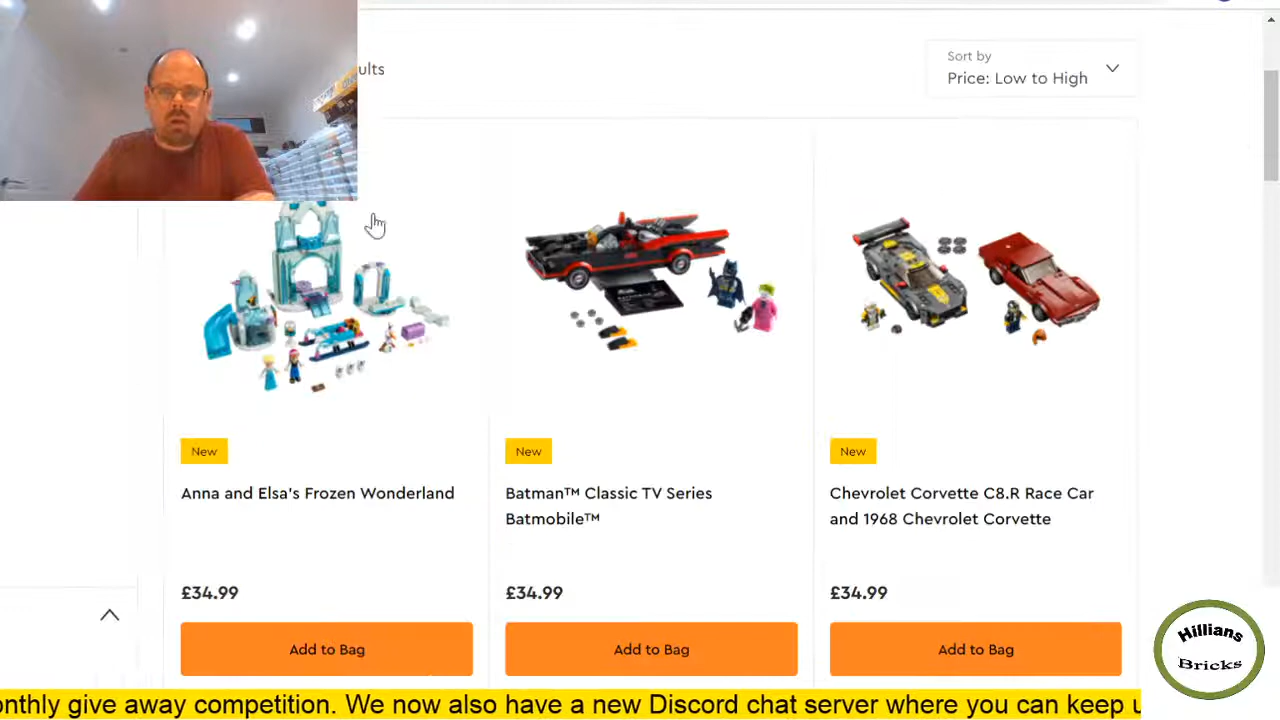 ults
Sort by
Price: Low to High
New
Anna and Elsa's Frozen Wonderland
£34.99
Add to Bag
New
Batman™ Classic TV Series
Batmobile™
£34.99
Add to Bag
New
Chevrolet Corvette C8.R Race Car
and 1968 Chevrolet Corvette
£34.99
Add to Bag
Hillians
Bricks
onthly give away competition. We now also have a new Discord chat server where you can keep u